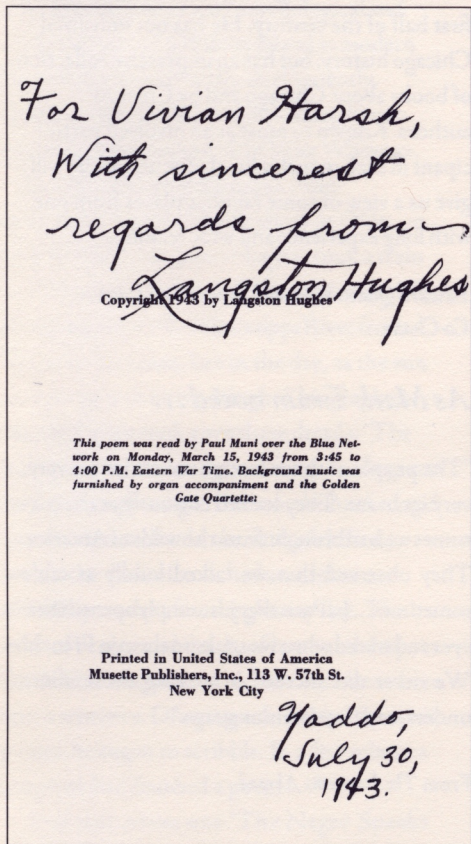 For Vivian Harsh,
With sincerest
regards from
Langston Hughes
Copyright 1943 by Langston Hughes
This poem was read by Paul Muni over the Blue Net-
work on Monday, March 15, 1943 from 3:45 to
4:00 P.M. Eastern War Time. Background music was
furnished by organ accompaniment and the Golden
Gate Quartette:
Printed in United States of America
Musette Publishers, Inc., 113 W. 57th St.
New York City
Yaddo,
July 30,
1943.